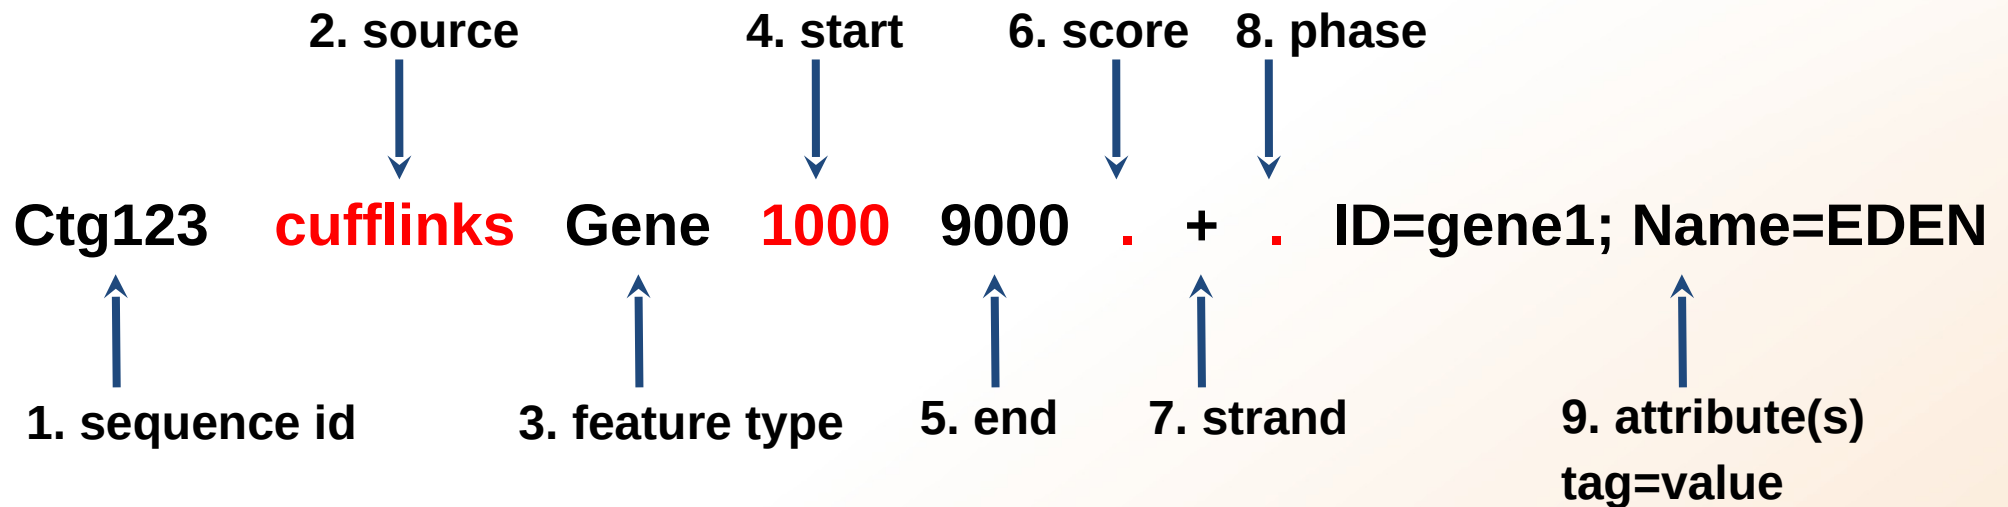 2. source 4. start 6. score 8. phase
Ctg123 cufflinks Gene 1000 9000 . + . ID=gene1; Name=EDEN
1. sequence id 3. feature type 5. end 7. strand 9. attribute(s)
tag=value